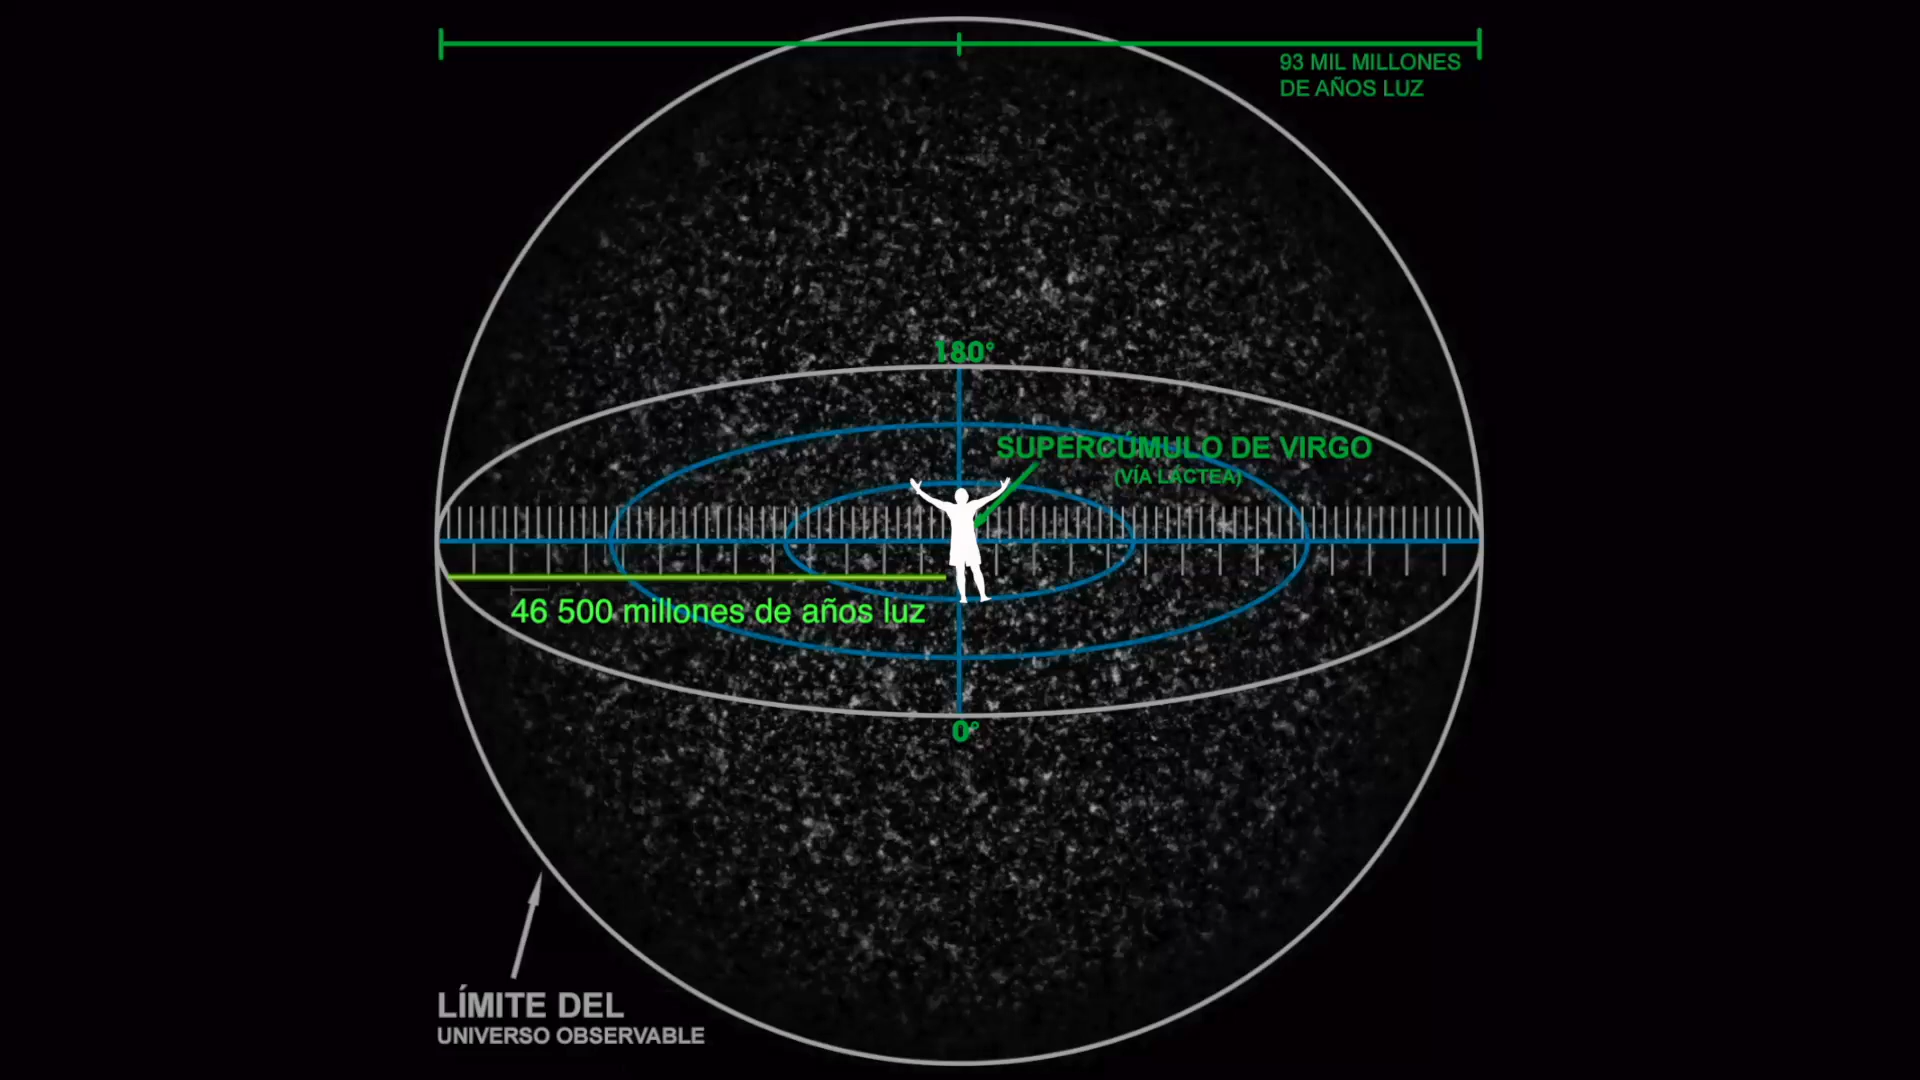 93 MIL MILLONES
DE AÑOS LUZ
180°
SUPERCÚMULO DE VIRGO
(VÍA LÁCTEA)
46 500 millones de años luz
0°
LÍMITE DEL
UNIVERSO OBSERVABLE